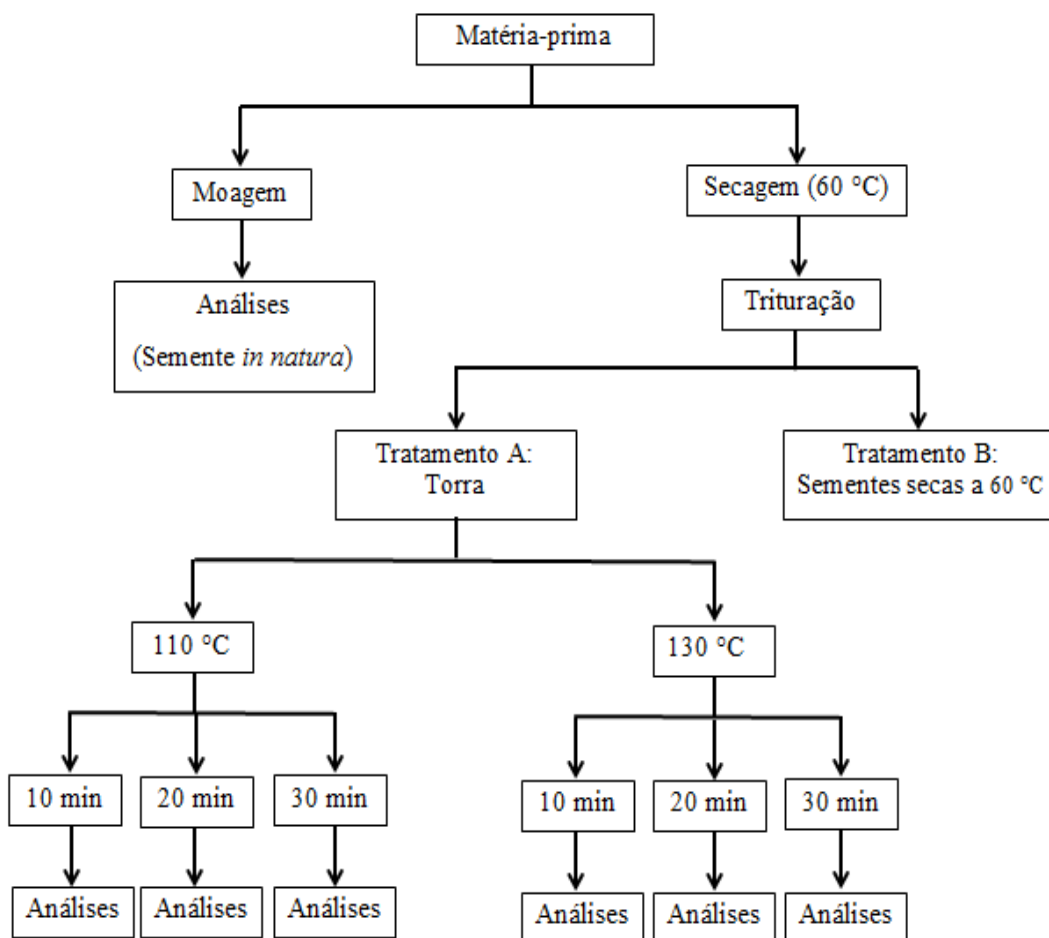 Matéria-prima
Moagem
Secagem (60 °C)
Análises
(Semente in natura)
Trituração
Tratamento A:
Torra
Tratamento B:
Sementes secas a 60 °C
110 °C
130 °C
10 min
20 min
30 min
10 min
20 min
30 min
Análises
Análises
Análises
Análises
Análises
Análises